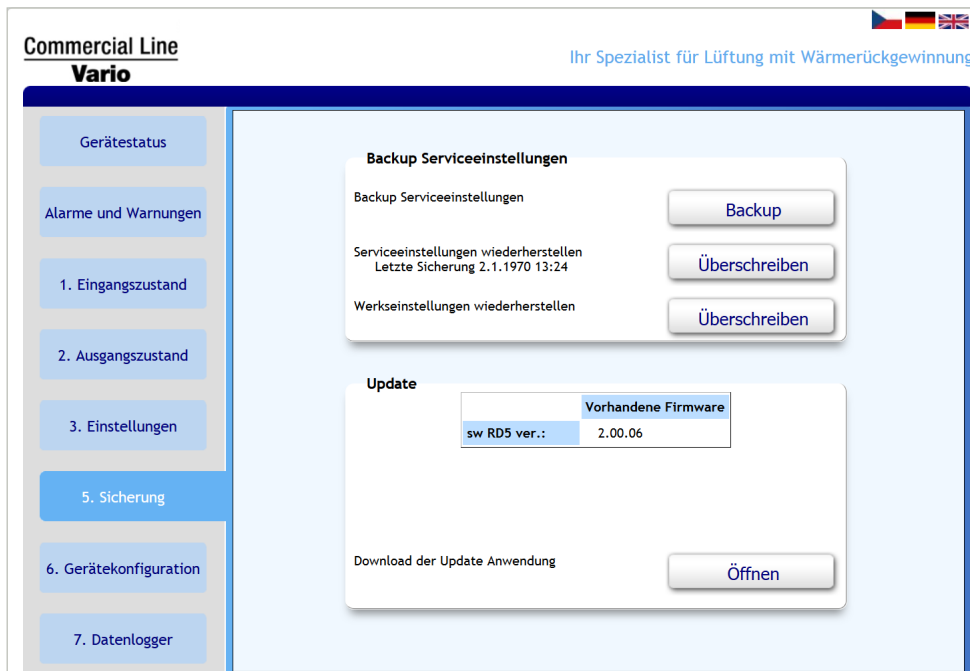 Commercial Line
Vario
Ihr Spezialist für Lüftung mit Wärmerückgewinnung
Gerätestatus
Alarme und Warnungen
1. Eingangszustand
2. Ausgangszustand
3. Einstellungen
5. Sicherung
6. Gerätekonfiguration
7. Datenlogger
Backup Serviceeinstellungen
Backup Serviceeinstellungen
Backup
Serviceeinstellungen wiederherstellen
Letzte Sicherung 2.1.1970 13:24
Überschreiben
Werkseinstellungen wiederherstellen
Überschreiben
Update
Vorhandene Firmware
sw RD5 ver.: 2.00.06
Download der Update Anwendung
Öffnen